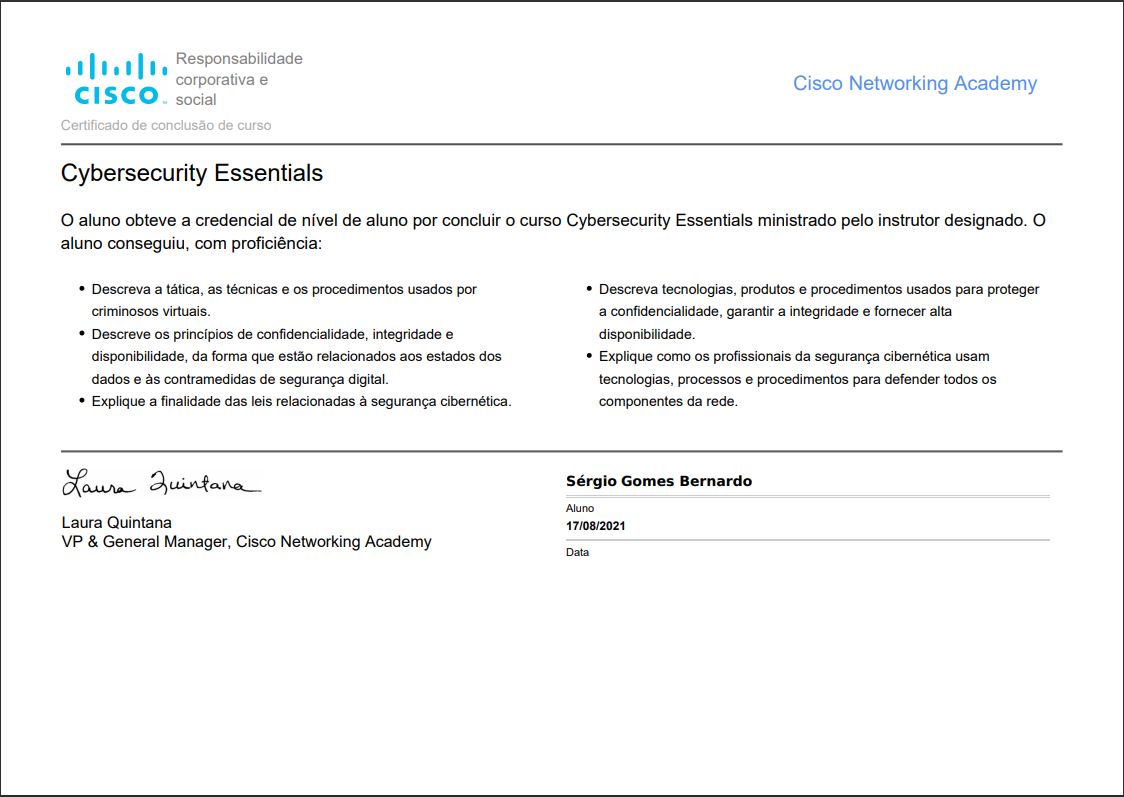 CISCO
Responsabilidade
corporativa e
social
Cisco Networking Academy
Certificado de conclusão de curso
Cybersecurity Essentials
O aluno obteve a credencial de nível de aluno por concluir o curso Cybersecurity Essentials ministrado pelo instrutor designado. O
aluno conseguiu, com proficiência:
• Descreva a tática, as técnicas e os procedimentos usados por
criminosos virtuais.
• Descreve os princípios de confidencialidade, integridade e
disponibilidade, da forma que estão relacionados aos estados dos
dados e às contramedidas de segurança digital.
• Explique a finalidade das leis relacionadas à segurança cibernética.
• Descreva tecnologias, produtos e procedimentos usados para proteger
a confidencialidade, garantir a integridade e fornecer alta
disponibilidade.
• Explique como os profissionais da segurança cibernética usam
tecnologias, processos e procedimentos para defender todos os
componentes da rede.
Laura Quintana
Laura Quintana
VP & General Manager, Cisco Networking Academy
Sérgio Gomes Bernardo
Aluno
17/08/2021
Data